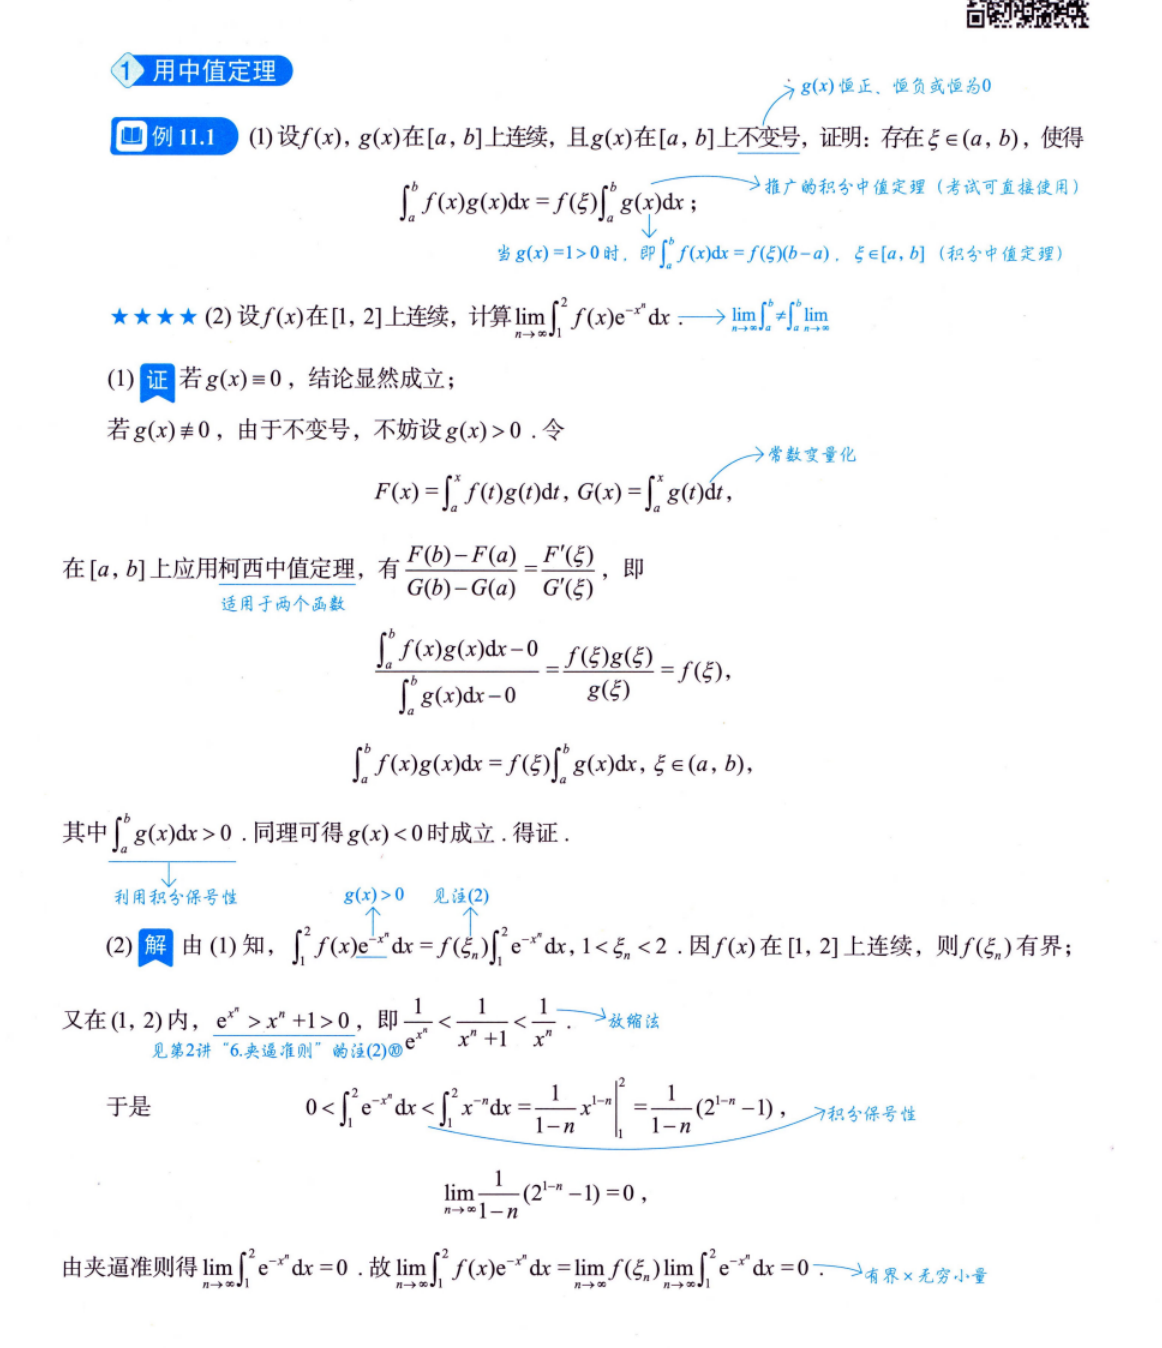 1 用中值定理
g(x)恒正、恒负或恒为0
例 11.1 (1) 设 f(x), g(x)在[a, b]上连续，且g(x)在[a, b]上不变号，证明：存在ξ∈(a, b)，使得
∫_a^b f(x)g(x)dx = f(ξ)∫_a^b g(x)dx；
推广的积分中值定理（考试可直接使用）
当g(x)=1>0时，即∫_a^b f(x)dx = f(ξ)(b−a)，ξ∈[a, b]（积分中值定理）
★★★★ (2) 设 f(x)在[1, 2]上连续，计算 lim_{n→∞} ∫_1^2 f(x)e^{−x^n}dx . → lim_{n→∞}∫_a^b ≠ ∫_a^b lim_{n→∞}
(1) 证 若g(x)≡0，结论显然成立；
若g(x)≢0，由于不变号，不妨设g(x)>0 . 令
常数变量化
F(x) = ∫_a^x f(t)g(t)dt, G(x) = ∫_a^x g(t)dt,
在[a, b]上应用柯西中值定理，有 (F(b)−F(a))/(G(b)−G(a)) = F′(ξ)/G′(ξ)，即
适用于两个函数
(∫_a^b f(x)g(x)dx−0)/(∫_a^b g(x)dx−0) = f(ξ)g(ξ)/g(ξ) = f(ξ),
∫_a^b f(x)g(x)dx = f(ξ)∫_a^b g(x)dx, ξ∈(a, b),
其中∫_a^b g(x)dx>0 . 同理可得g(x)<0时成立 . 得证 .
利用积分保号性
g(x)>0 见注(2)
(2) 解 由(1)知，∫_1^2 f(x)e^{−x^n}dx = f(ξ_n)∫_1^2 e^{−x^n}dx, 1<ξ_n<2 . 因f(x)在[1, 2]上连续，则f(ξ_n)有界；
又在(1, 2)内，e^{x^n} > x^n+1>0，即 1/e^{x^n} < 1/(x^n+1) < 1/x^n . → 放缩法
见第2讲“6.夹逼准则”的注(2)⑩
于是 0<∫_1^2 e^{−x^n}dx < ∫_1^2 x^{−n}dx = 1/(1−n) x^{1−n}|_1^2 = 1/(1−n) (2^{1−n}−1)，
积分保号性
lim_{n→∞} 1/(1−n) (2^{1−n}−1)=0，
由夹逼准则得 lim_{n→∞}∫_1^2 e^{−x^n}dx=0 . 故 lim_{n→∞}∫_1^2 f(x)e^{−x^n}dx = lim_{n→∞} f(ξ_n) lim_{n→∞}∫_1^2 e^{−x^n}dx=0 .
有界×无穷小量